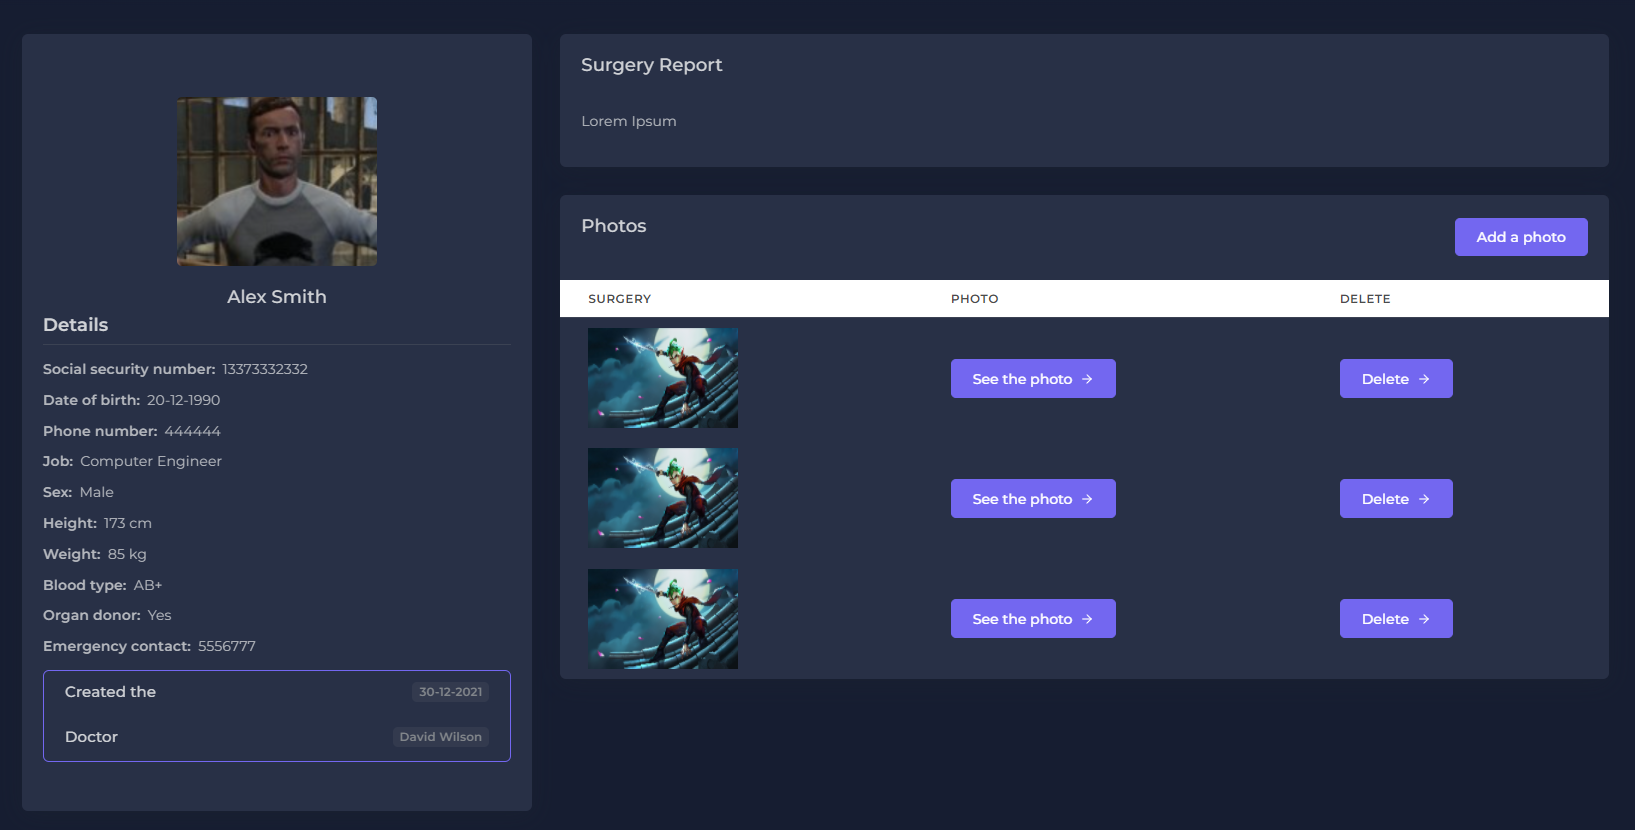 Alex Smith
Details
Social security number: 13373332332
Date of birth: 20-12-1990
Phone number: 444444
Job: Computer Engineer
Sex: Male
Height: 173 cm
Weight: 85 kg
Blood type: AB+
Organ donor: Yes
Emergency contact: 5556777
Created the 30-12-2021
Doctor David Wilson
Surgery Report
Lorem Ipsum
Photos
Add a photo
SURGERY PHOTO DELETE
See the photo → Delete →
See the photo → Delete →
See the photo → Delete →